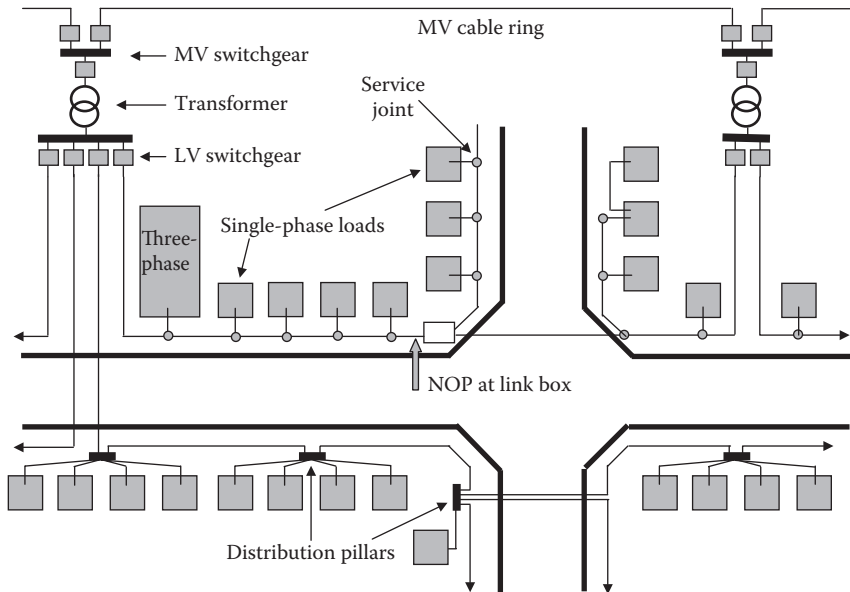 MV cable ring
MV switchgear
Service
joint
Transformer
LV switchgear
Single-phase loads
Three-
phase
NOP at link box
Distribution pillars